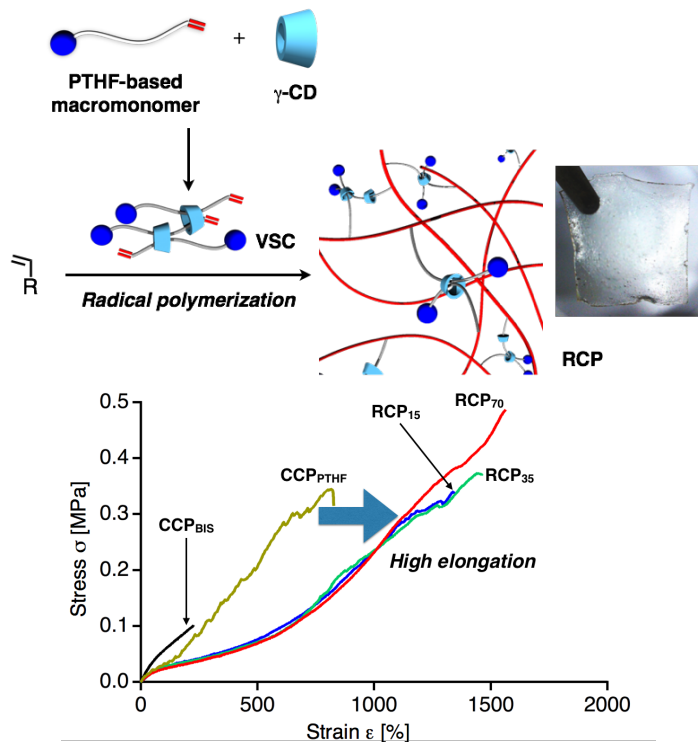 +
PTHF-based
macromonomer
γ-CD
VSC
R
Radical polymerization
RCP
0.5
0.4
0.3
0.2
0.1
0.0
Stress σ [MPa]
CCP_BIS
CCP_PTHF
RCP_15
RCP_70
RCP_35
High elongation
0
500
1000
1500
2000
Strain ε [%]